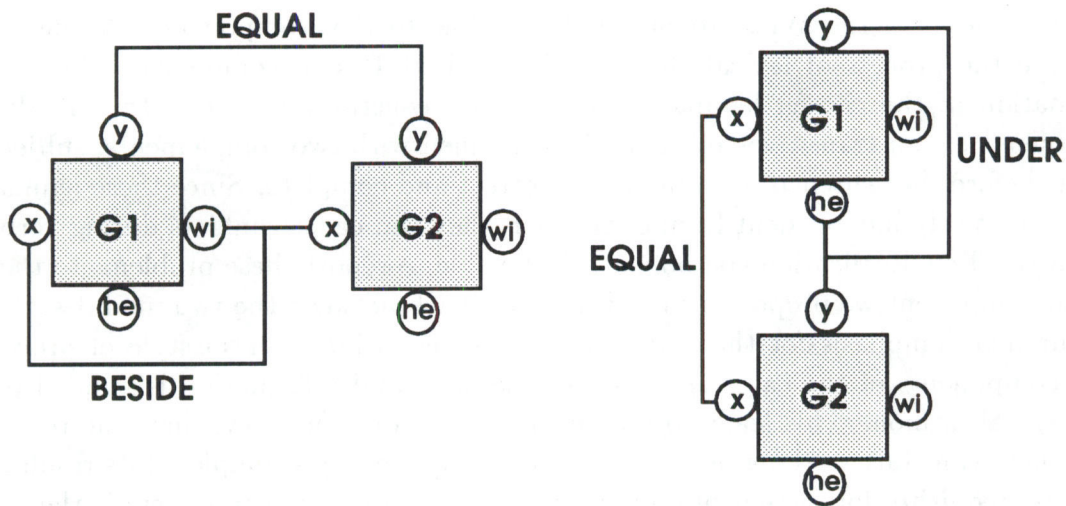 EQUAL
y
y
x
G1
wi
x
G2
wi
he
he
BESIDE
y
x
G1
wi
UNDER
he
EQUAL
y
x
G2
wi
he